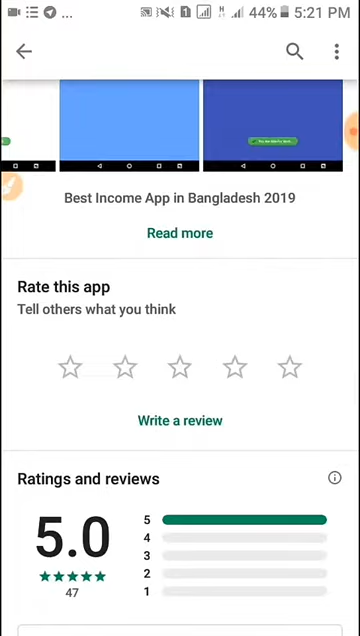 ... 44% 5:21 PM
Best Income App in Bangladesh 2019
Read more
Rate this app
Tell others what you think
Write a review
Ratings and reviews
5.0
47
5
4
3
2
1